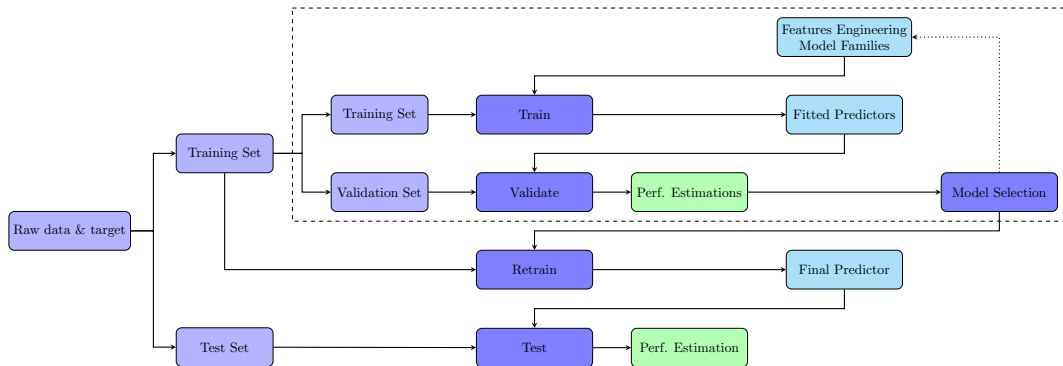 Features Engineering
Model Families
Training Set
Train
Fitted Predictors
Training Set
Validation Set
Validate
Perf. Estimations
Model Selection
Raw data & target
Retrain
Final Predictor
Test Set
Test
Perf. Estimation